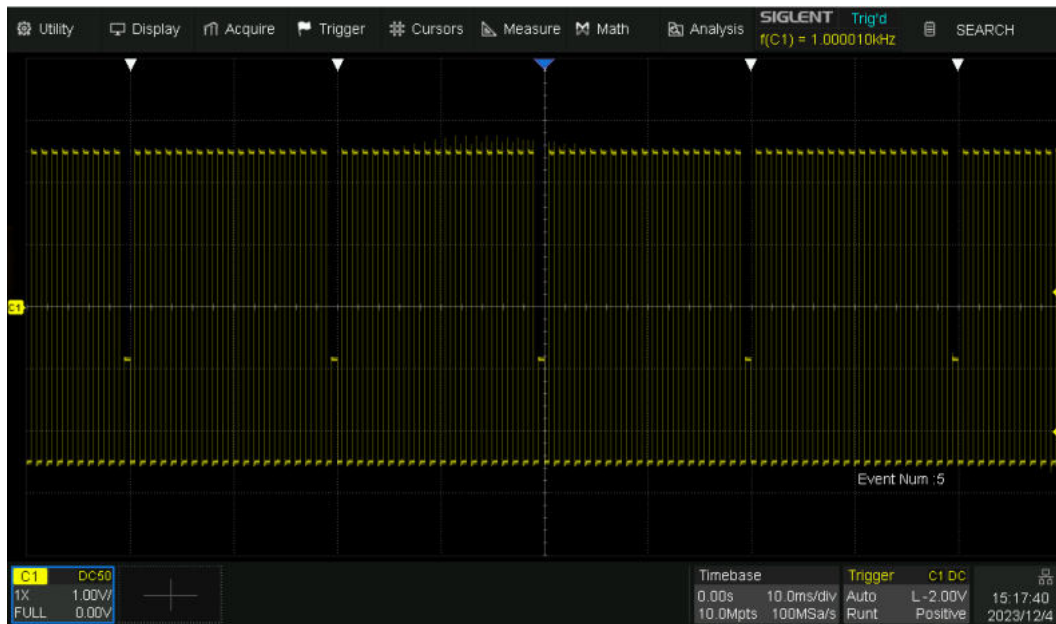 Utility Display Acquire Trigger Cursors Measure Math Analysis SIGLENT Trig'd SEARCH
f(C1) = 1.000010kHz
C1
Event Num :5
C1 DC50
1X 1.00V/
FULL 0.00V
Timebase
0.00s 10.0ms/div
10.0Mpts 100MSa/s
Trigger C1 DC
Auto L -2.00V
Runt Positive
15:17:40
2023/12/4